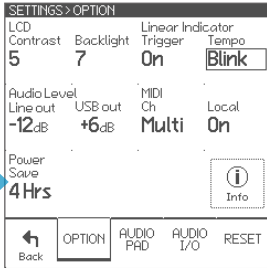 SETTINGS>OPTION
LCD Linear Indicator
Contrast Backlight Trigger Tempo
5 7 On Blink
Audio Level MIDI
Line out USB out Ch Local
-12dB +6dB Multi On
Power
Save
4 Hrs
Info
Back OPTION AUDIO PAD AUDIO I/O RESET